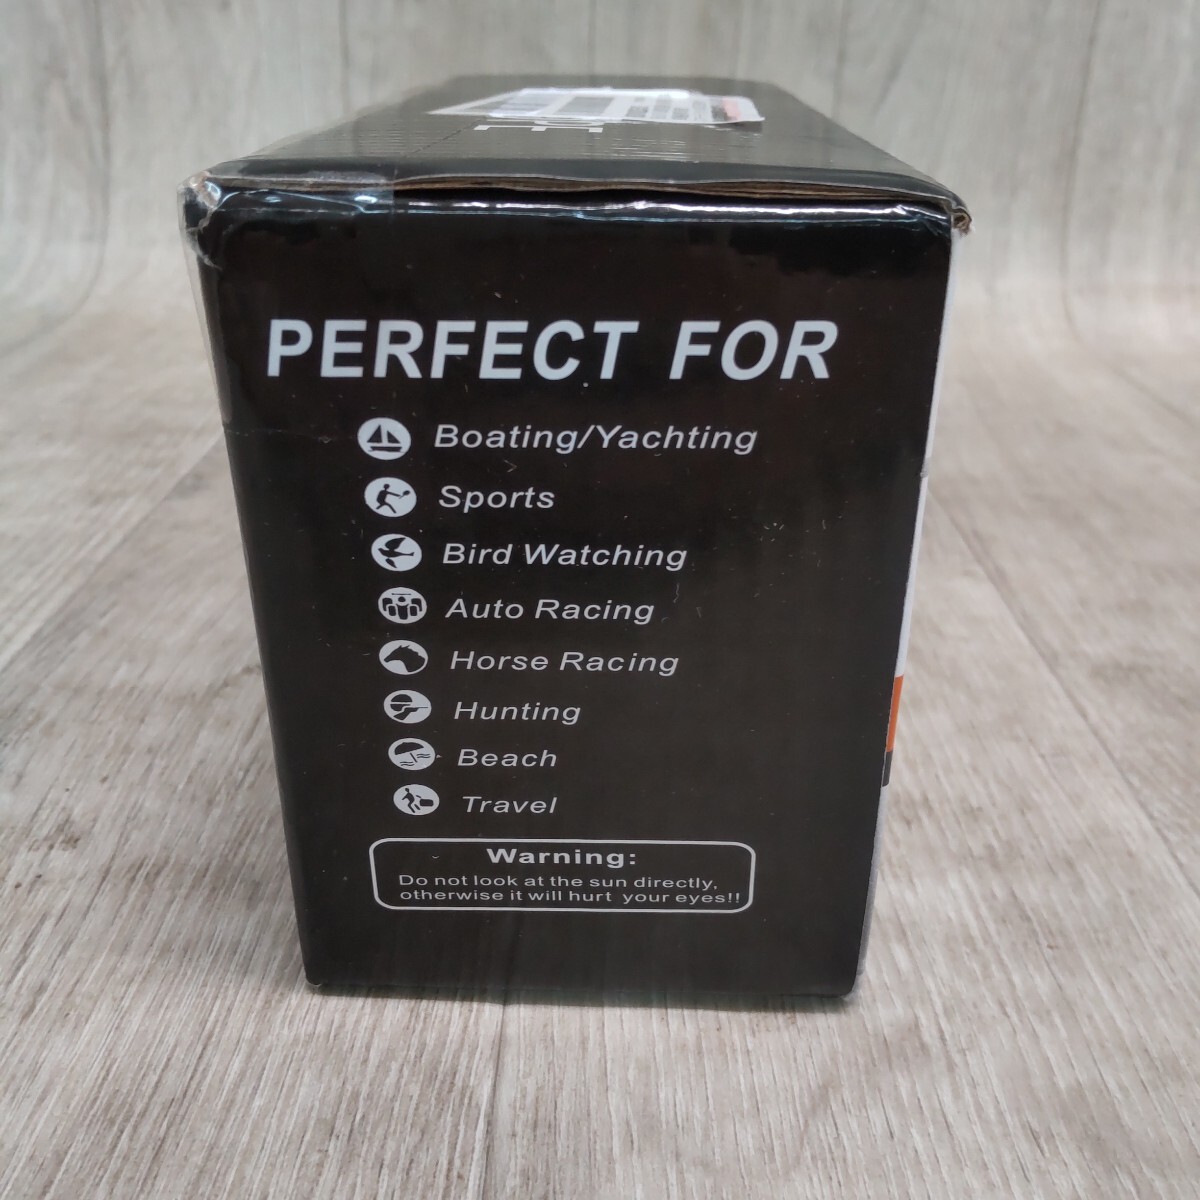 PERFECT FOR
Boating/Yachting
Sports
Bird Watching
Auto Racing
Horse Racing
Hunting
Beach
Travel
Warning:
Do not look at the sun directly,
otherwise it will hurt your eyes!!